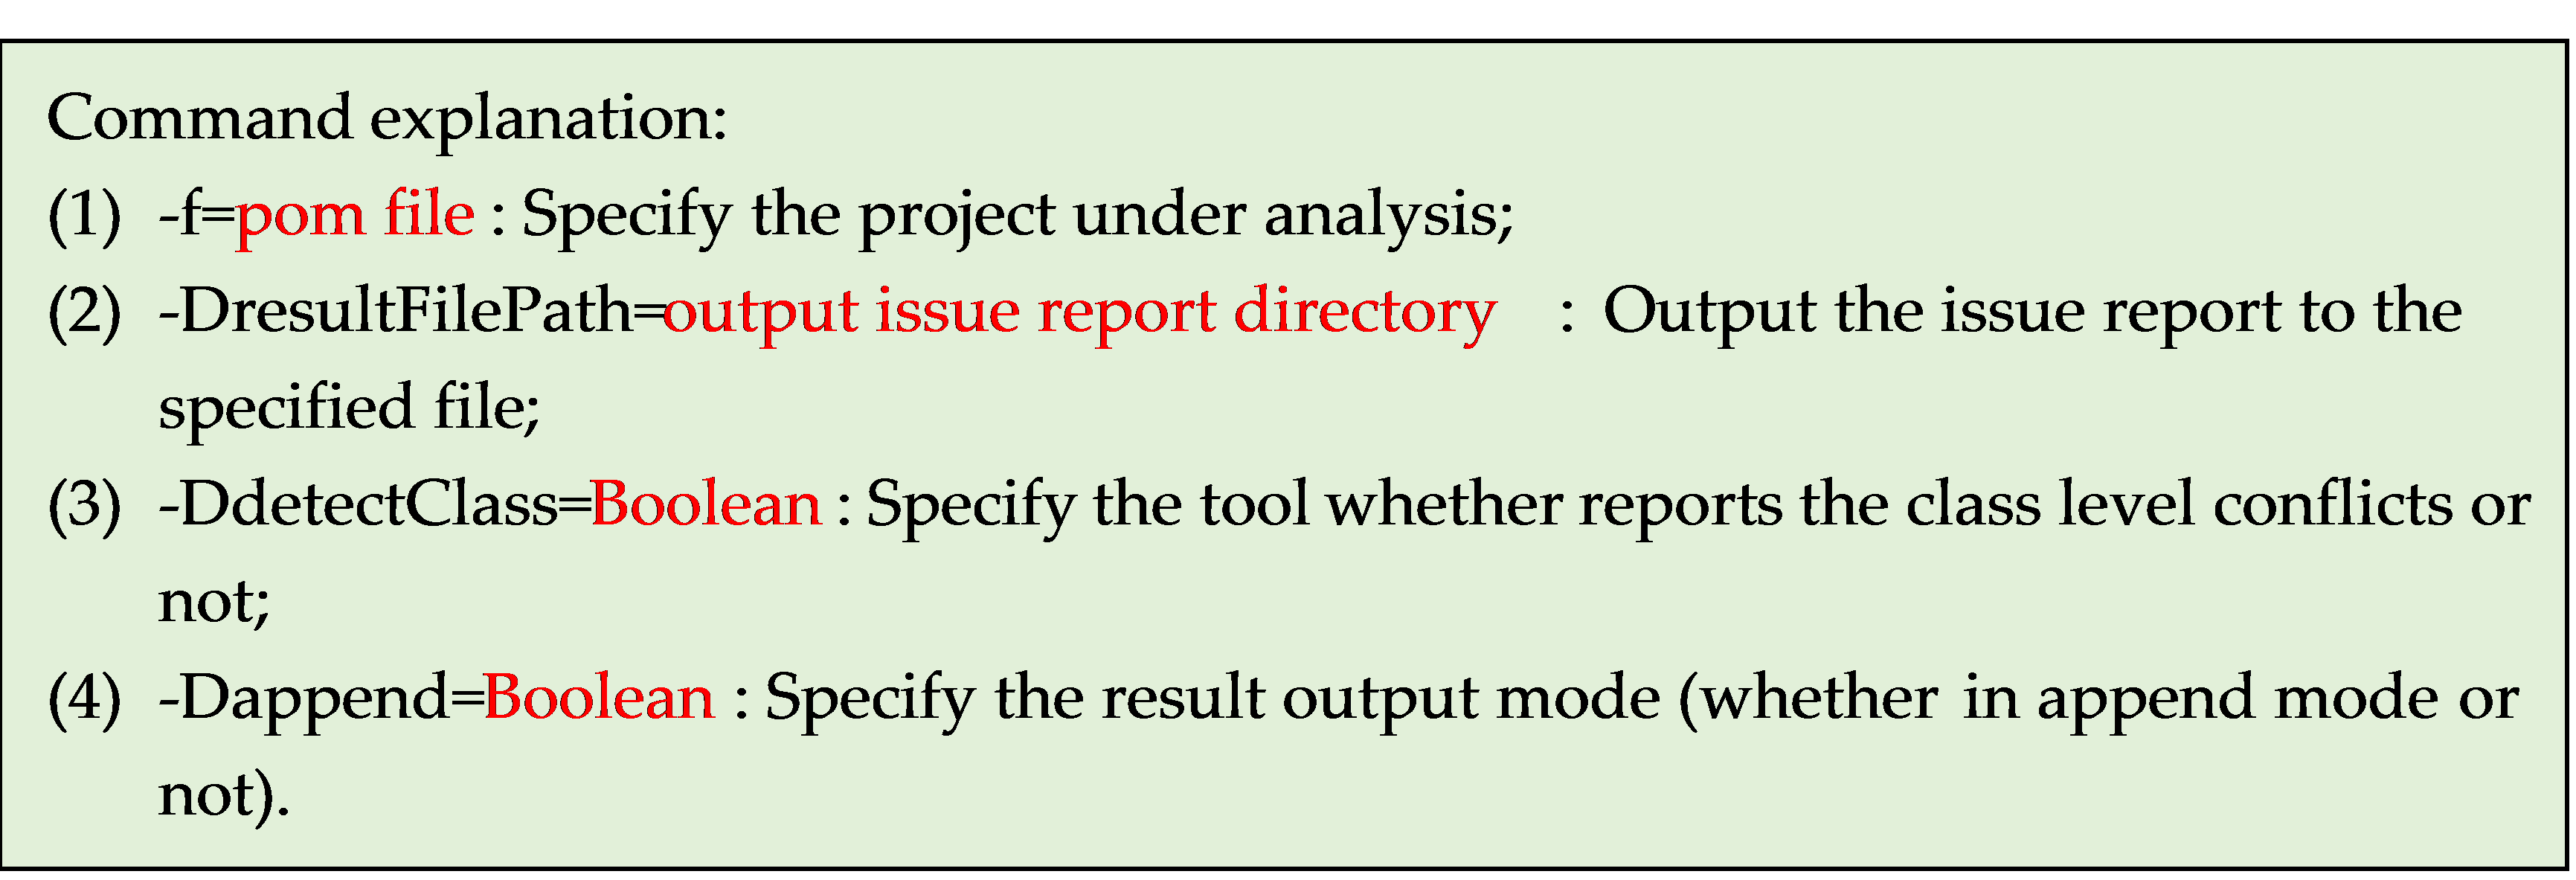 Command explanation:
(1) -f=pom file : Specify the project under analysis;
(2) -DresultFilePath=output issue report directory : Output the issue report to the
specified file;
(3) -DdetectClass=Boolean : Specify the tool whether reports the class level conflicts or
not;
(4) -Dappend=Boolean : Specify the result output mode (whether in append mode or
not).